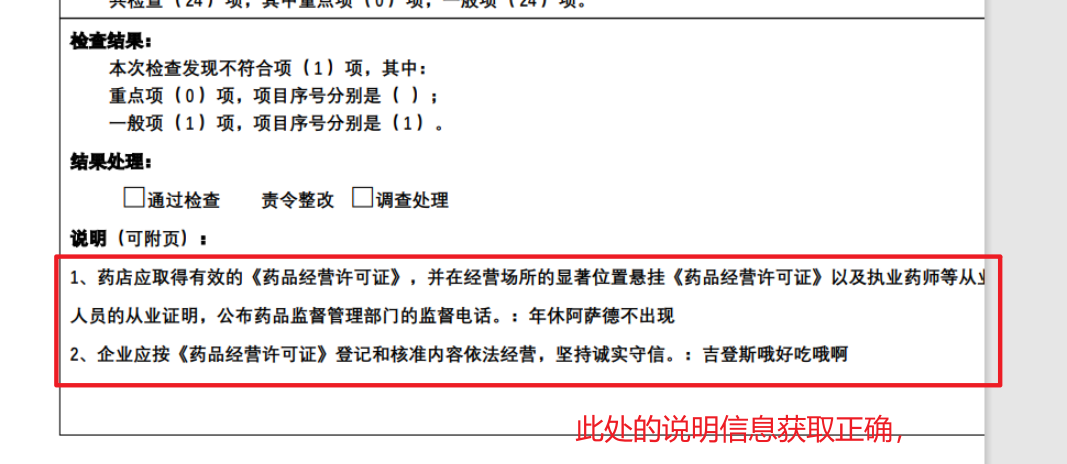 共检查（24）项，其中重点项（0）项，一般项（24）项。
检查结果：
本次检查发现不符合项（1）项，其中：
重点项（0）项，项目序号分别是（ ）；
一般项（1）项，项目序号分别是（1）。
结果处理：
□通过检查 责令整改 □调查处理
说明（可附页）：
1、药店应取得有效的《药品经营许可证》，并在经营场所的显著位置悬挂《药品经营许可证》以及执业药师等从业
人员的从业证明，公布药品监督管理部门的监督电话。：年休阿萨德不出现
2、企业应按《药品经营许可证》登记和核准内容依法经营，坚持诚实守信。：吉登斯哦好吃哦啊
此处的说明信息获取正确，